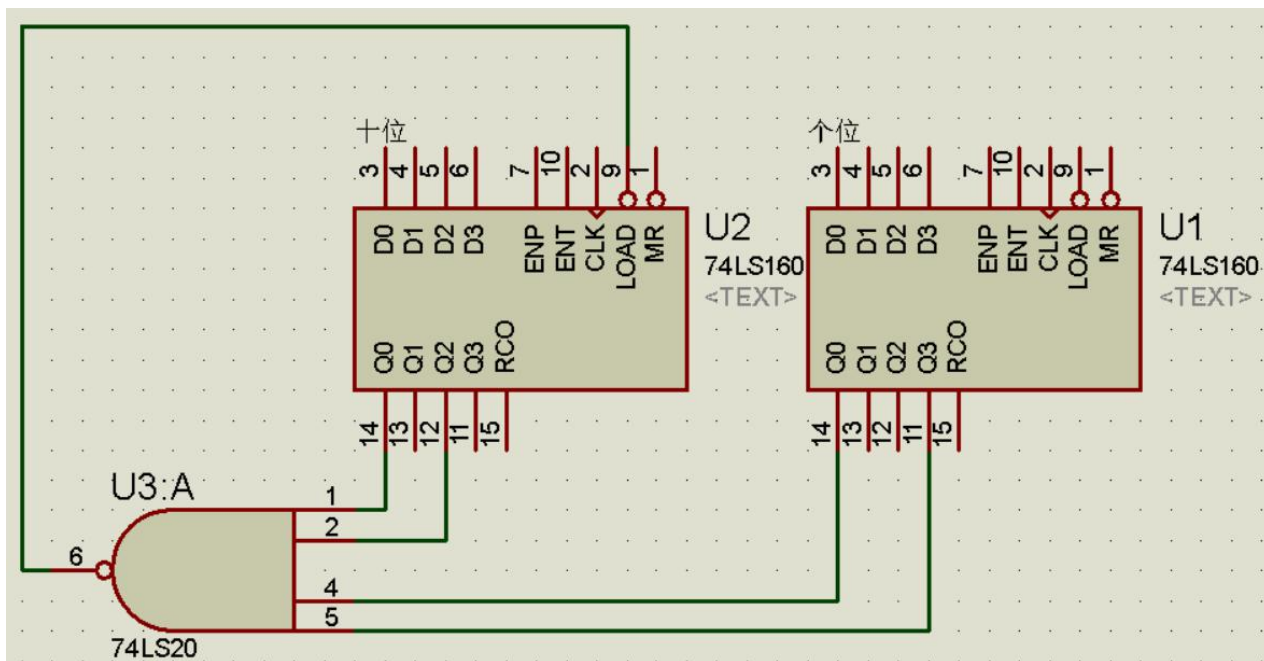 十位
个位
3 4 5 6 7 10 2 9 1
3 4 5 6 7 10 2 9 1
D0 D1 D2 D3 ENP ENT CLK LOAD MR
U2
74LS160
<TEXT>
D0 D1 D2 D3 ENP ENT CLK LOAD MR
U1
74LS160
<TEXT>
Q0 Q1 Q2 Q3 RCO
Q0 Q1 Q2 Q3 RCO
14 13 12 11 15
14 13 12 11 15
U3:A
1
2
6
4
5
74LS20